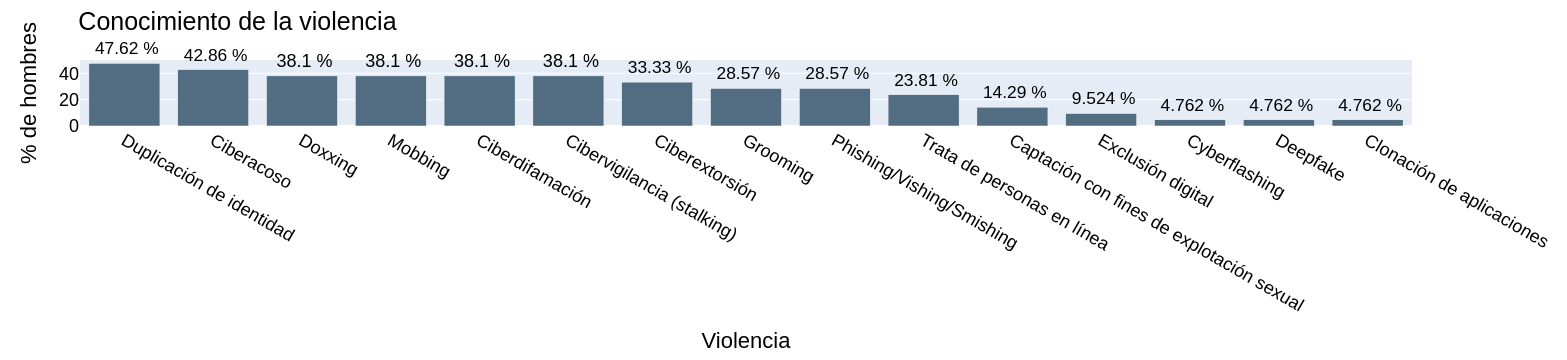 Conocimiento de la violencia
% de hombres
47.62 %
42.86 %
38.1 %
38.1 %
38.1 %
38.1 %
33.33 %
28.57 %
28.57 %
23.81 %
14.29 %
9.524 %
4.762 %
4.762 %
4.762 %
40
20
0
Duplicación de identidad
Ciberacoso
Doxxing
Mobbing
Ciberdifamación
Cibervigilancia (stalking)
Ciberextorsión
Grooming
Phishing/Vishing/Smishing
Trata de personas en línea
Captación con fines de explotación sexual
Exclusión digital
Cyberflashing
Deepfake
Clonación de aplicaciones
Violencia